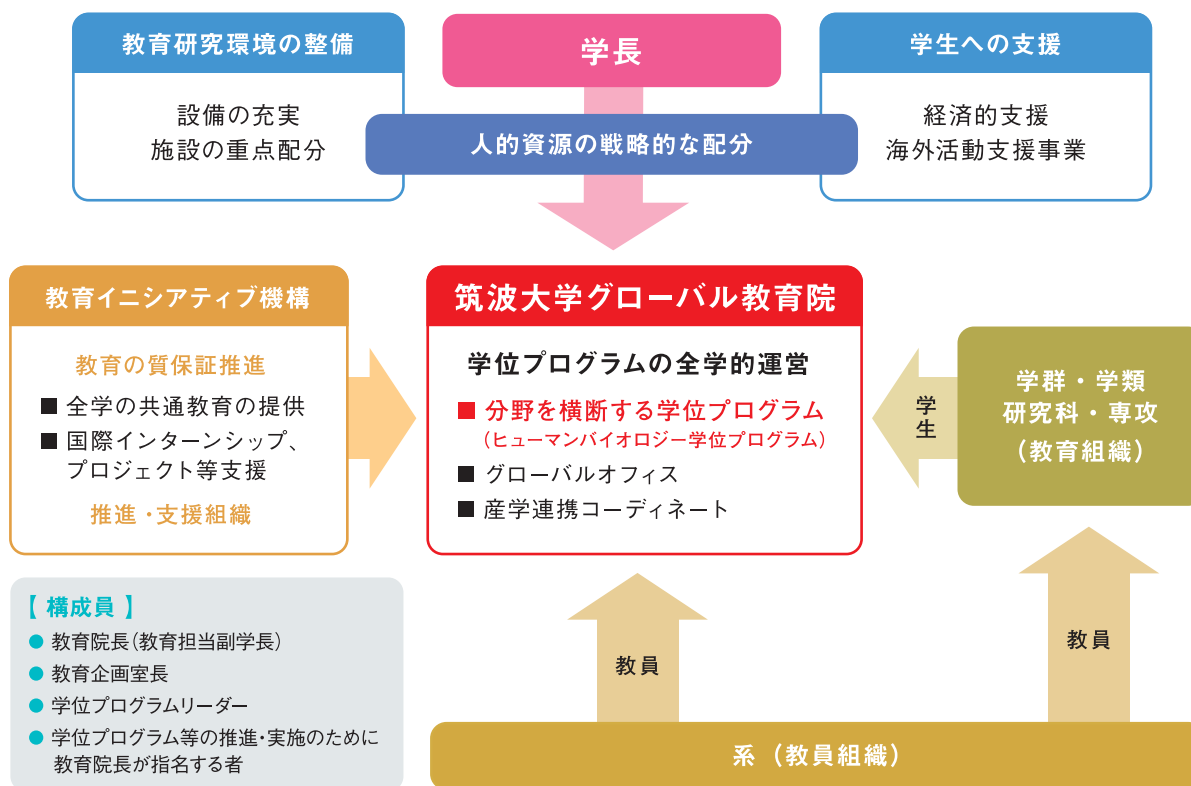 教育研究環境の整備
設備の充実
施設の重点配分
学長
人的資源の戦略的な配分
学生への支援
経済的支援
海外活動支援事業
教育イニシアティブ機構
教育の質保証推進
■ 全学の共通教育の提供
■ 国際インターンシップ、
プロジェクト等支援
推進・支援組織
筑波大学グローバル教育院
学位プログラムの全学的運営
■ 分野を横断する学位プログラム
(ヒューマンバイオロジー学位プログラム)
■ グローバルオフィス
■ 産学連携コーディネート
学生
学群・学類
研究科・専攻
(教育組織)
【 構成員 】
● 教育院長(教育担当副学長)
● 教育企画室長
● 学位プログラムリーダー
● 学位プログラム等の推進・実施のために
教育院長が指名する者
教員
教員
系(教員組織)